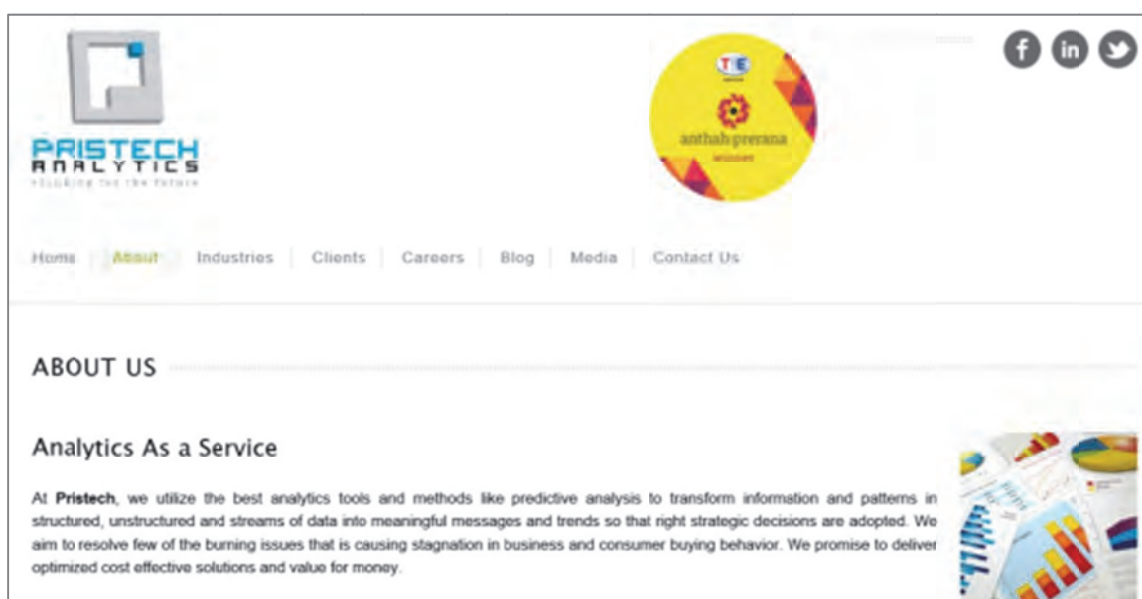 PRISTECH
ANALYTICS
TiE
anthah prerana
Home About Industries Clients Careers Blog Media Contact Us
ABOUT US
Analytics As a Service
At Pristech, we utilize the best analytics tools and methods like predictive analysis to transform information and patterns in
structured, unstructured and streams of data into meaningful messages and trends so that right strategic decisions are adopted. We
aim to resolve few of the burning issues that is causing stagnation in business and consumer buying behavior. We promise to deliver
optimized cost effective solutions and value for money.